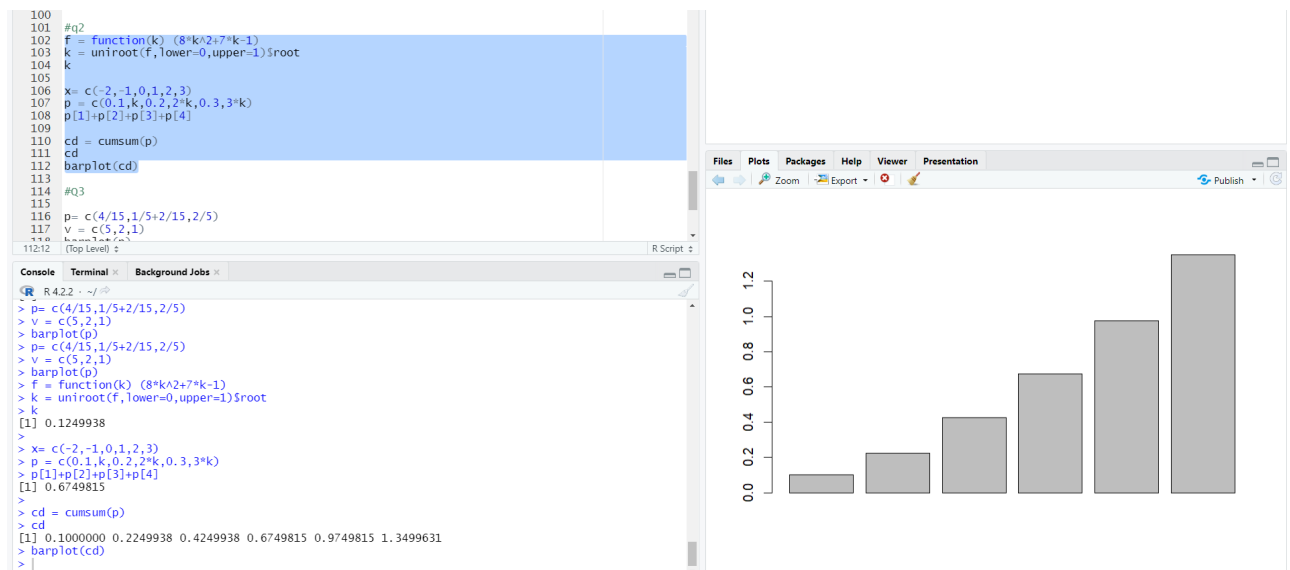 100
101 #q2
102 f = function(k) (8*k^2+7*k-1)
103 k = uniroot(f,lower=0,upper=1)$root
104 k
105
106 x= c(-2,-1,0,1,2,3)
107 p = c(0.1,k,0.2,2*k,0.3,3*k)
108 p[1]+p[2]+p[3]+p[4]
109
110 cd = cumsum(p)
111 cd
112 barplot(cd)
113
114 #Q3
115
116 p= c(4/15,1/5+2/15,2/5)
117 v = c(5,2,1)
118 barplot(p)
112:12 (Top Level) R Script
Console Terminal Background Jobs
R 4.2.2 · ~/
> p= c(4/15,1/5+2/15,2/5)
> v = c(5,2,1)
> barplot(p)
> p= c(4/15,1/5+2/15,2/5)
> v = c(5,2,1)
> barplot(p)
> f = function(k) (8*k^2+7*k-1)
> k = uniroot(f,lower=0,upper=1)$root
> k
[1] 0.1249938
>
> x= c(-2,-1,0,1,2,3)
> p = c(0.1,k,0.2,2*k,0.3,3*k)
> p[1]+p[2]+p[3]+p[4]
[1] 0.6749815
>
> cd = cumsum(p)
> cd
[1] 0.1000000 0.2249938 0.4249938 0.6749815 0.9749815 1.3499631
> barplot(cd)
>
Files Plots Packages Help Viewer Presentation
Zoom Export Publish
1.2
1.0
0.8
0.6
0.4
0.2
0.0